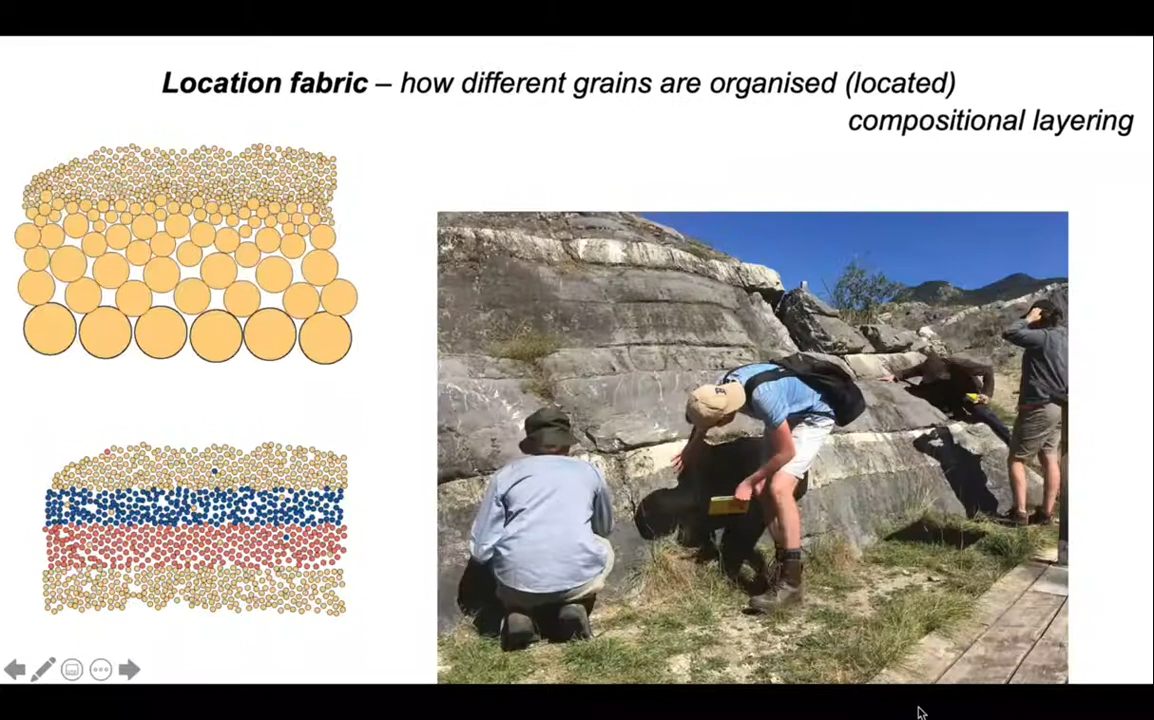 Location fabric – how different grains are organised (located)
compositional layering